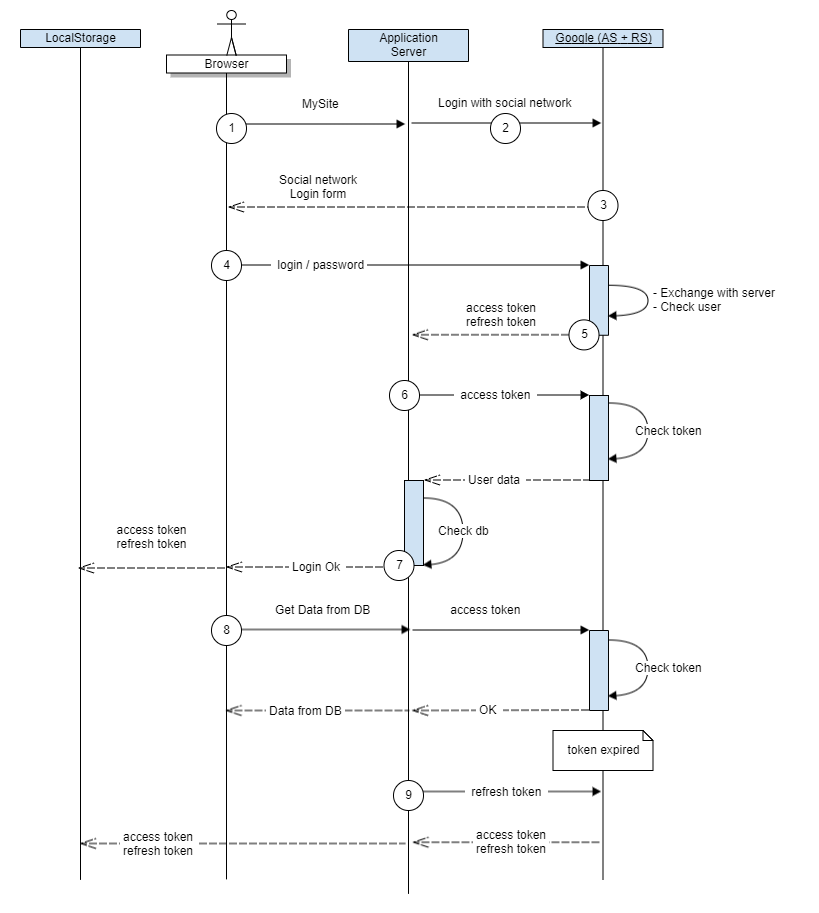 LocalStorage
Browser
Application
Server
Google (AS + RS)
MySite
Login with social network
1
2
Social network
Login form
3
4
login / password
- Exchange with server
- Check user
access token
refresh token
5
6
access token
Check token
User data
Check db
access token
refresh token
Login Ok
7
Get Data from DB
access token
8
Check token
Data from DB
OK
token expired
9
refresh token
access token
refresh token
access token
refresh token